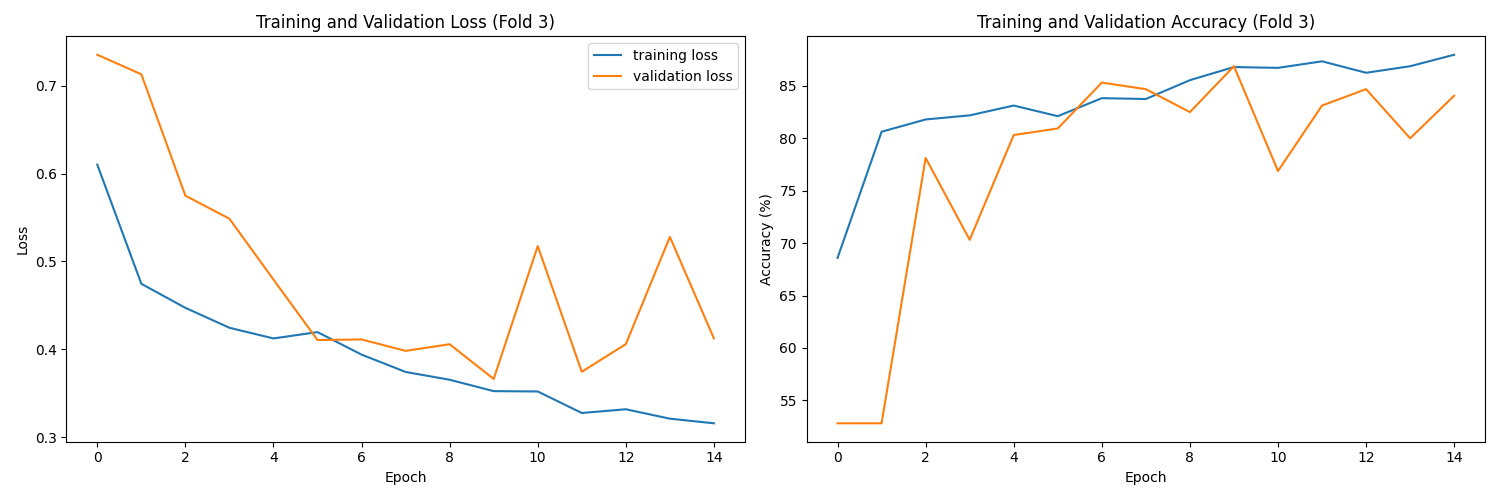 Training and Validation Loss (Fold 3)
training loss
validation loss
0.7
0.6
0.5
0.4
0.3
Loss
0 2 4 6 8 10 12 14
Epoch
Training and Validation Accuracy (Fold 3)
85
80
75
70
65
60
55
Accuracy (%)
0 2 4 6 8 10 12 14
Epoch